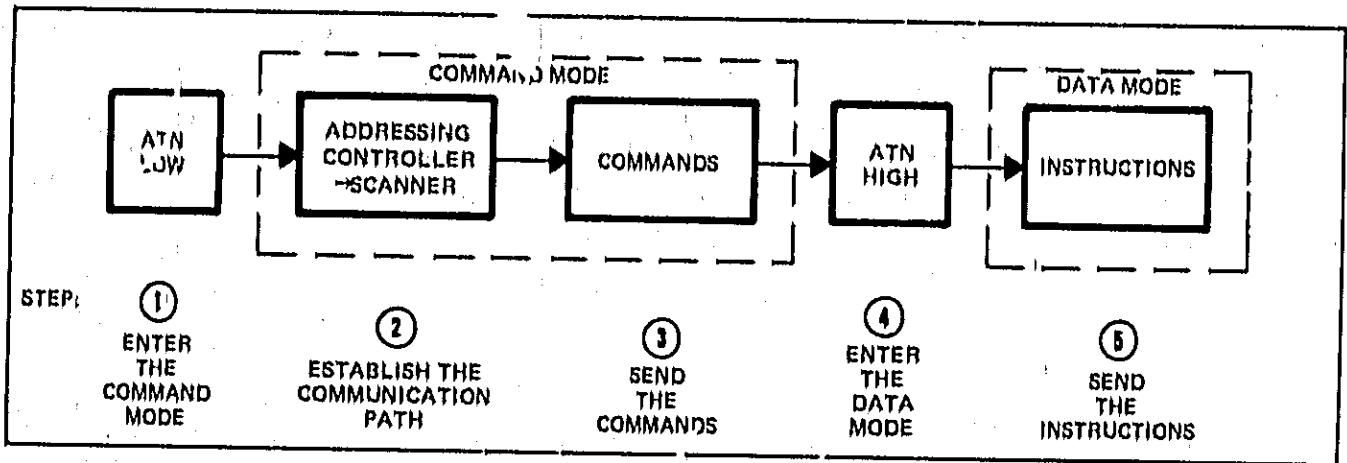 COMMAND MODE
DATA MODE
ATN
LOW
ADDRESSING
CONTROLLER
→SCANNER
COMMANDS
ATN
HIGH
INSTRUCTIONS
STEP:
1
ENTER
THE
COMMAND
MODE
2
ESTABLISH THE
COMMUNICATION
PATH
3
SEND
THE
COMMANDS
4
ENTER
THE
DATA
MODE
5
SEND
THE
INSTRUCTIONS